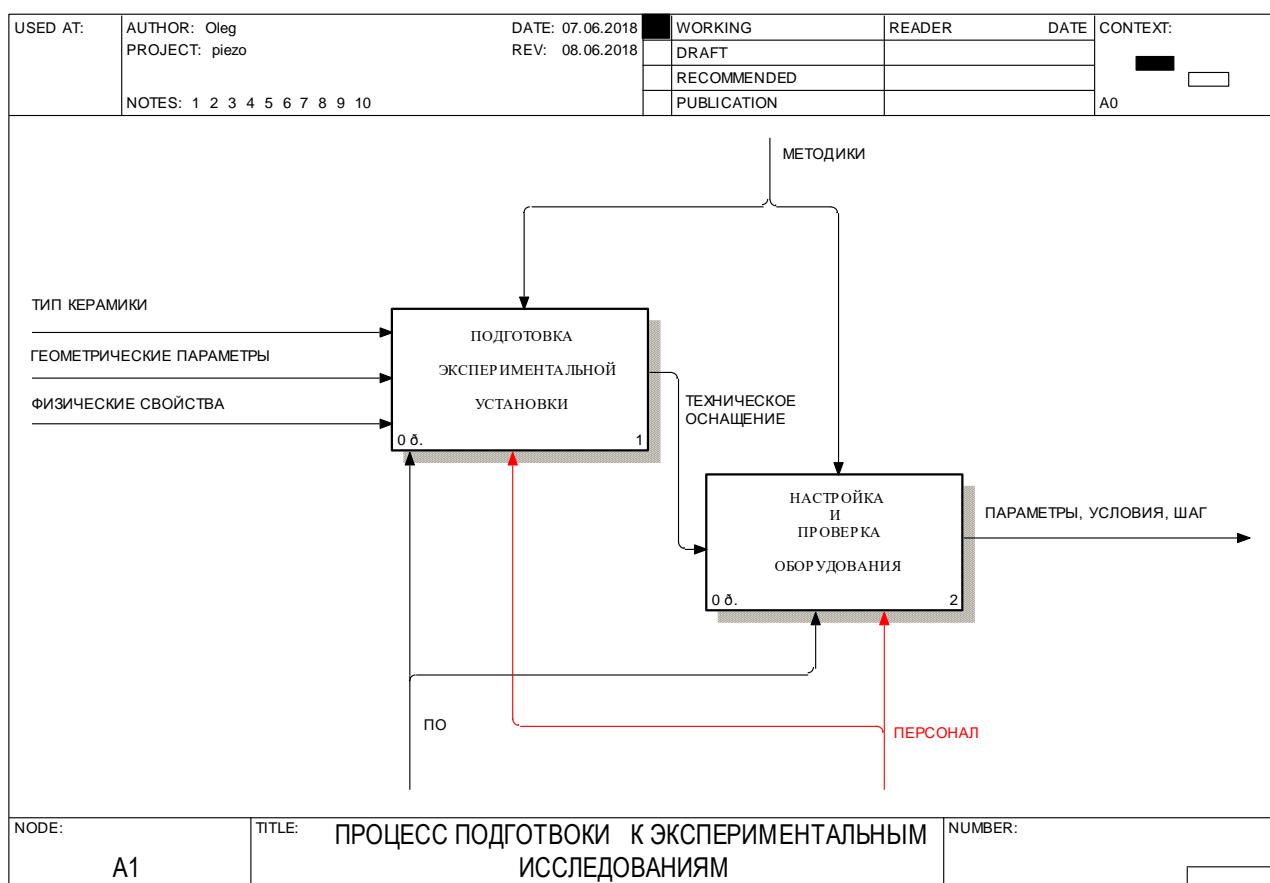 USED AT:
AUTHOR: Oleg
DATE: 07.06.2018
PROJECT: piezo
REV: 08.06.2018
NOTES: 1 2 3 4 5 6 7 8 9 10
WORKING
DRAFT
RECOMMENDED
PUBLICATION
READER DATE
CONTEXT:
A0
МЕТОДИКИ
ТИП КЕРАМИКИ
ГЕОМЕТРИЧЕСКИЕ ПАРАМЕТРЫ
ФИЗИЧЕСКИЕ СВОЙСТВА
ПОДГОТОВКА
ЭКСПЕРИМЕНТАЛЬНОЙ
УСТАНОВКИ
0 ð. 1
ТЕХНИЧЕСКОЕ
ОСНАЩЕНИЕ
НАСТРОЙКА
И
ПРОВЕРКА
ОБОРУДОВАНИЯ
0 ð. 2
ПАРАМЕТРЫ, УСЛОВИЯ, ШАГ
ПО
ПЕРСОНАЛ
NODE:
A1
TITLE:
ПРОЦЕСС ПОДГОТВОКИ К ЭКСПЕРИМЕНТАЛЬНЫМ
ИССЛЕДОВАНИЯМ
NUMBER: